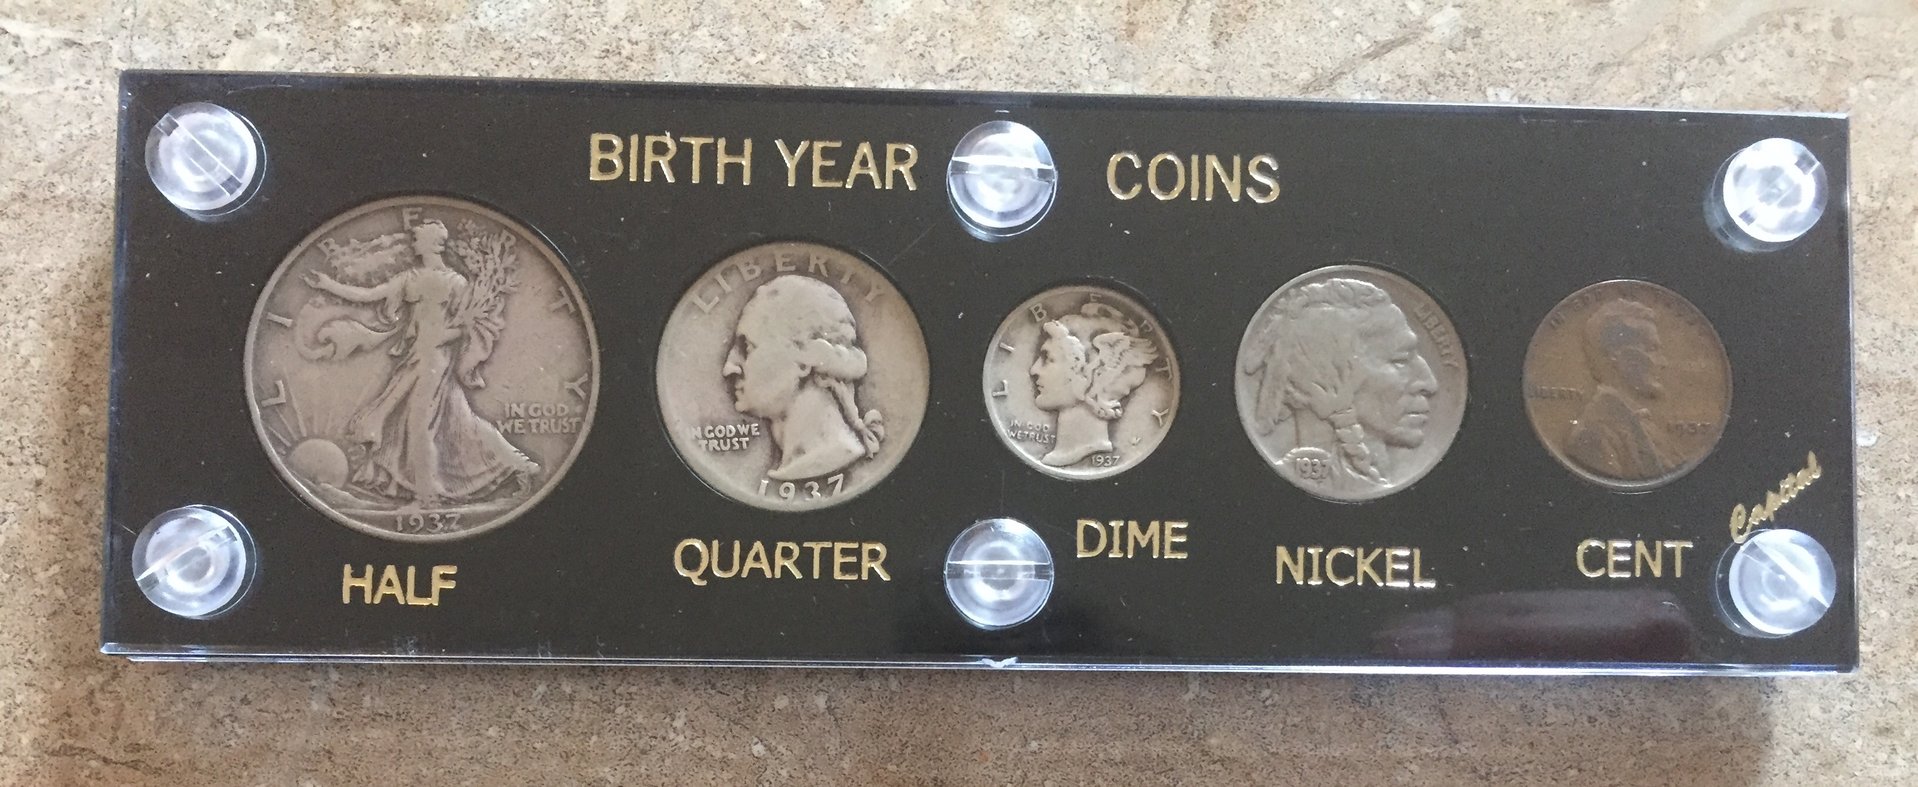 BIRTH YEAR COINS
LIBERTY
IN GOD
WE TRUST
1937
HALF
LIBERTY
IN GOD WE
TRUST
1937
QUARTER
LIBERTY
IN GOD
WE TRUST
1937
DIME
LIBERTY
1937
NICKEL
LIBERTY
1937
CENT
Capital